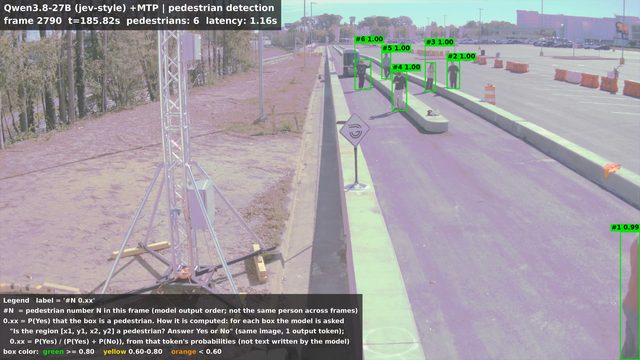 Qwen3.8-27B (jev-style) +MTP | pedestrian detection
frame 2790  t=185.82s  pedestrians: 6  latency: 1.16s
#6 1.00
#5 1.00
#3 1.00
#4 1.00
#2 1.00
#1 0.99
Legend   label = '#N 0.xx'
#N  = pedestrian number N in this frame (model output order; not the same person across frames)
0.xx = P(Yes) that the box is a pedestrian. How it is computed: for each box the model is asked
"Is the region [x1, y1, x2, y2] a pedestrian? Answer Yes or No" (same image, 1 output token);
0.xx = P(Yes) / (P(Yes) + P(No)), from that token's probabilities (not text written by the model)
box color:  green >= 0.80   yellow 0.60-0.80   orange < 0.60